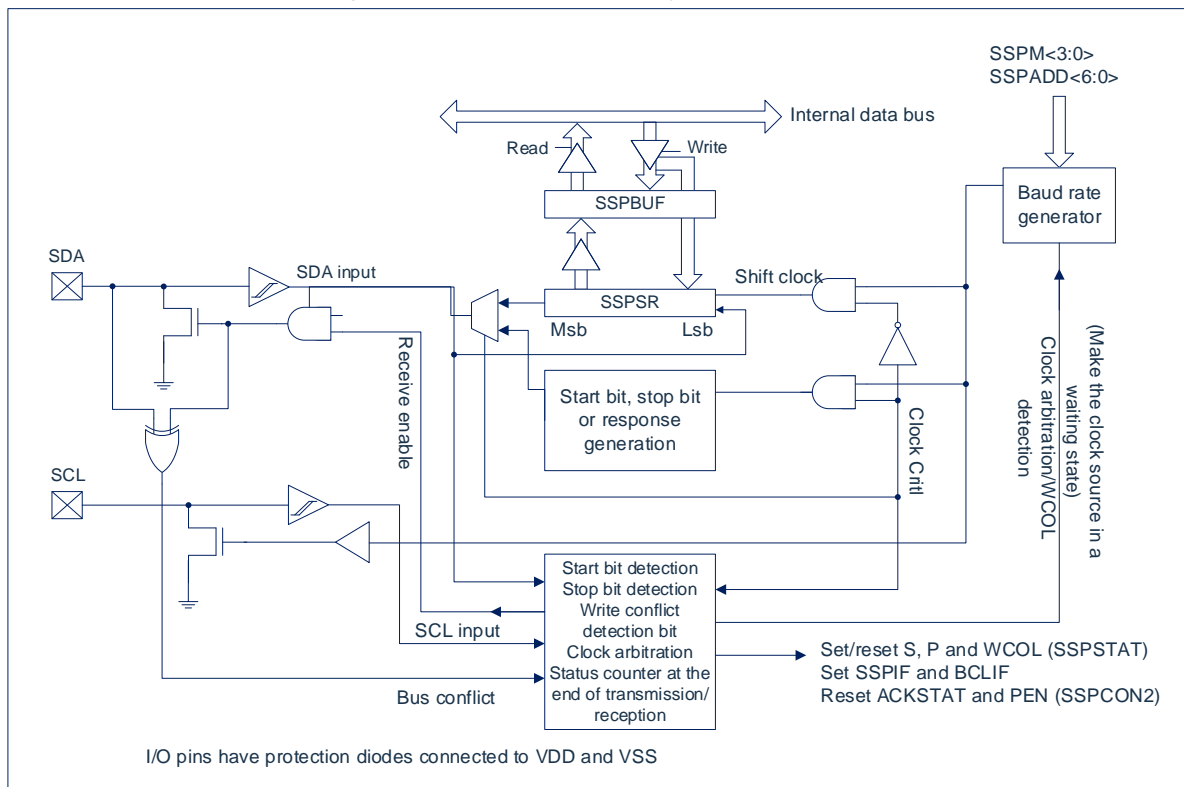 SSPM<3:0>
SSPADD<6:0>
Internal data bus
Read
Write
SSPBUF
Baud rate
generator
SDA
SDA input
Shift clock
SSPSR
Msb
Lsb
Receive enable
Start bit, stop bit
or response
generation
Clock Critl
(Make the clock source in a
waiting state)
Clock arbitration/WCOL
detection
SCL
Start bit detection
Stop bit detection
Write conflict
detection bit
Clock arbitration
Status counter at the
end of transmission/
reception
SCL input
Bus conflict
Set/reset S, P and WCOL (SSPSTAT)
Set SSPIF and BCLIF
Reset ACKSTAT and PEN (SSPCON2)
I/O pins have protection diodes connected to VDD and VSS